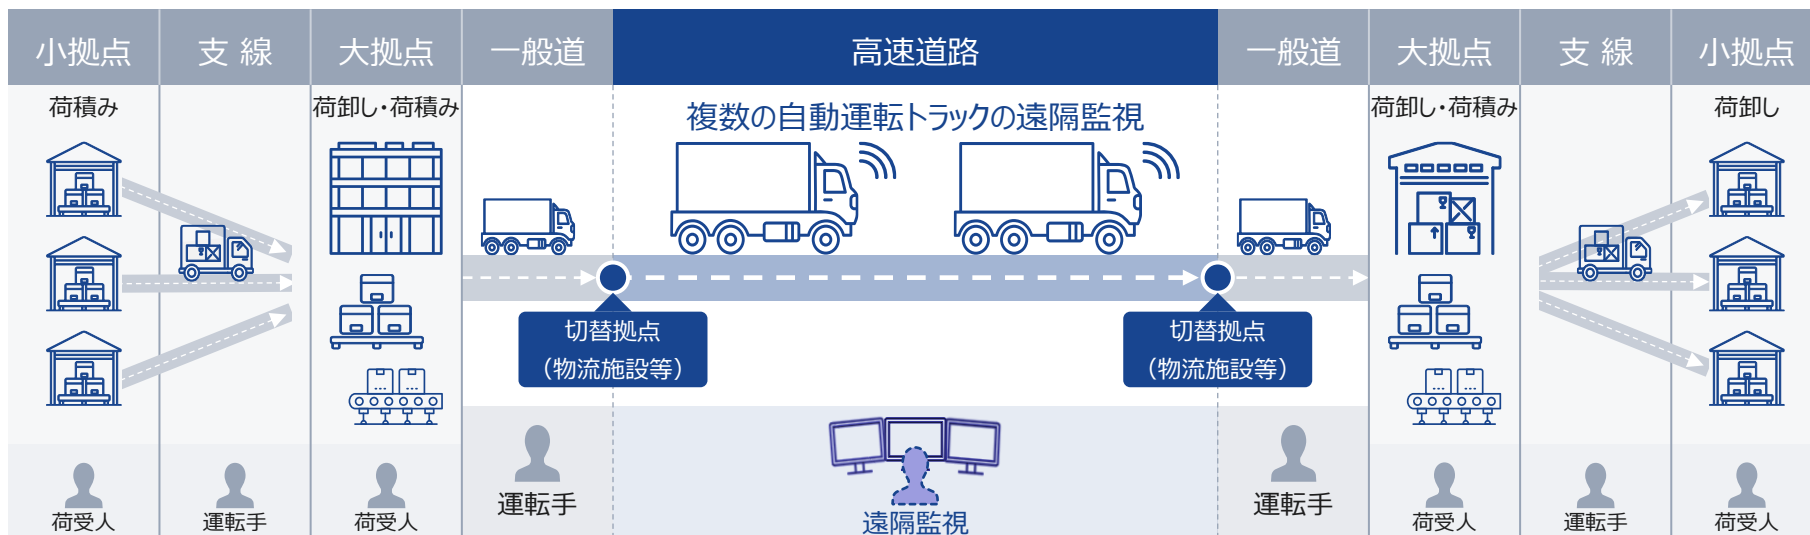 小拠点
支 線
大拠点
一般道
高速道路
一般道
大拠点
支 線
小拠点
荷積み
荷卸し・荷積み
複数の自動運転トラックの遠隔監視
荷卸し・荷積み
荷卸し
切替拠点
（物流施設等）
切替拠点
（物流施設等）
荷受人
運転手
荷受人
運転手
遠隔監視
運転手
荷受人
運転手
荷受人